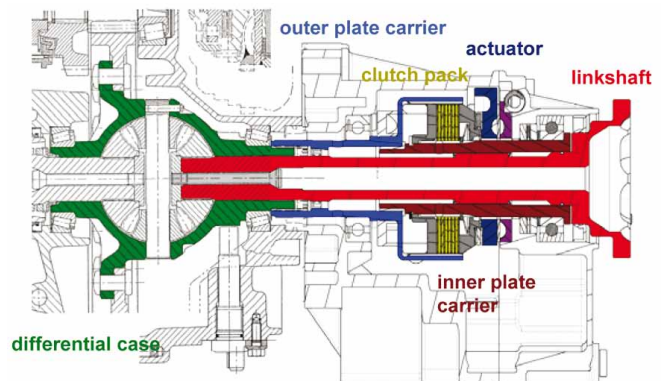 outer plate carrier
actuator
clutch pack
linkshaft
inner plate
carrier
differential case